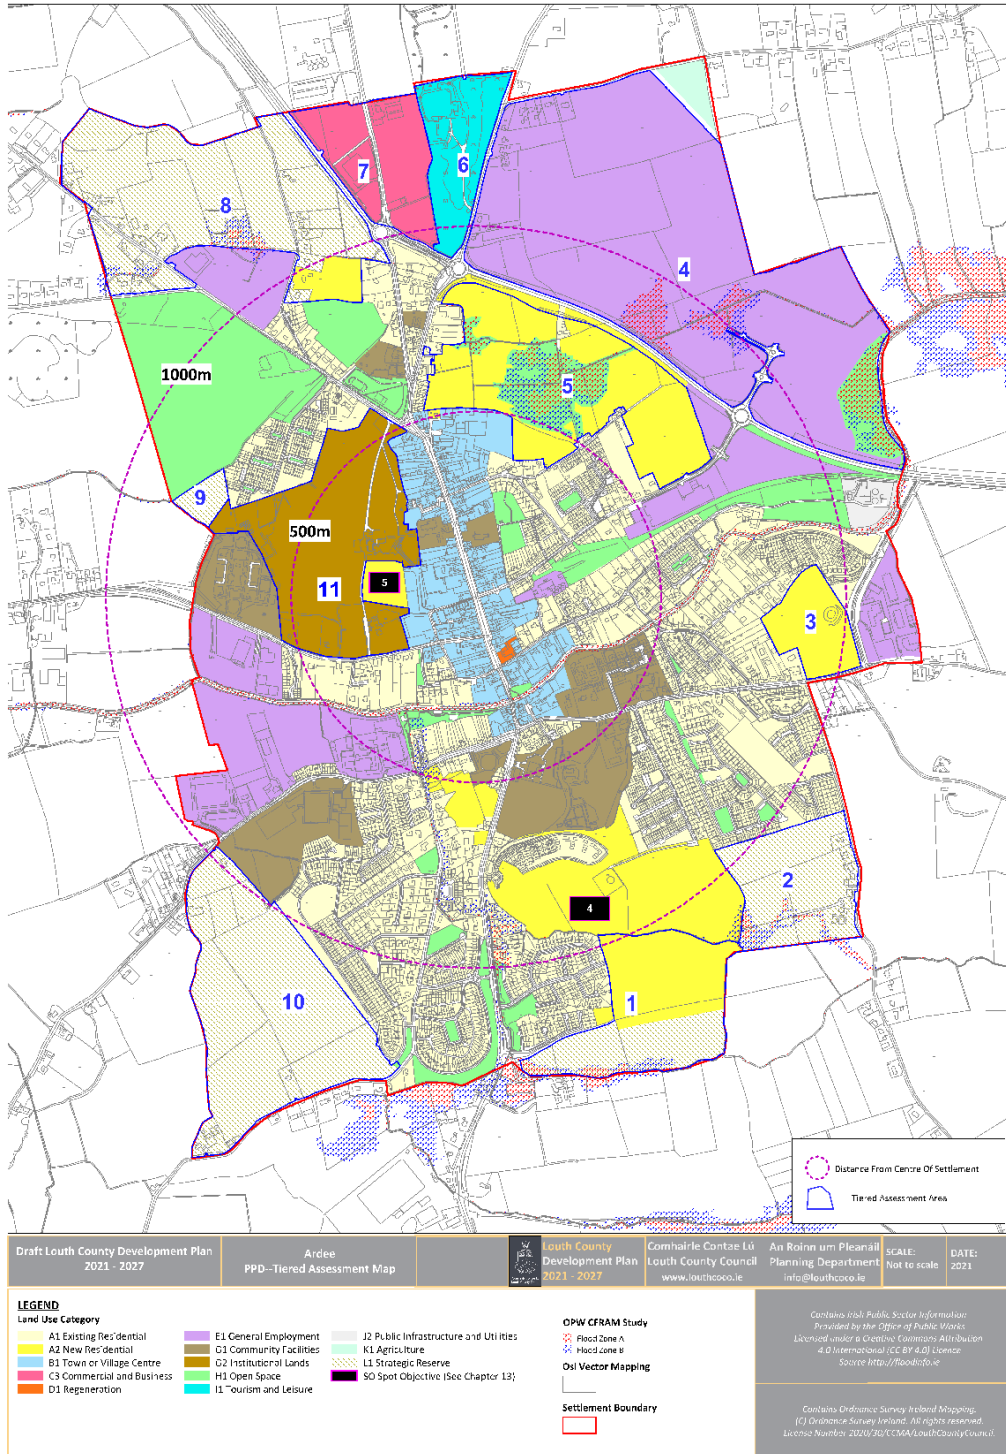 7
6
8
4
1000m
5
9
500m
11
5
3
2
4
10
1
Distance From Centre Of Settlement
Tiered Assessment Area
Draft Louth County Development Plan
2021 - 2027
Ardee
PPD--Tiered Assessment Map
Louth County
Development Plan
2021 - 2027
Comhairle Contae Lú
Louth County Council
www.louthcoco.ie
An Roinn um Pleanáil
Planning Department
info@louthcoco.ie
SCALE:
Not to scale
DATE:
2021
LEGEND
Land Use Category
A1 Existing Residential
A2 New Residential
B1 Town or Village Centre
C3 Commercial and Business
D1 Regeneration
E1 General Employment
G1 Community Facilities
G2 Institutional Lands
H1 Open Space
I1 Tourism and Leisure
J2 Public Infrastructure and Utilities
K1 Agriculture
L1 Strategic Reserve
SO Spot Objective (See Chapter 13)
OPW CFRAM Study
Flood Zone A
Flood Zone B
OSI Vector Mapping
Settlement Boundary
Contains Irish Public Sector Information
Provided by the Office of Public Works
Licensed under a Creative Commons Attribution
4.0 International (CC BY 4.0) Licence
Source http://floodinfo.ie
Contains Ordnance Survey Ireland Mapping.
(C) Ordnance Survey Ireland. All rights reserved.
License Number 2020/30/CCMA/LouthCountyCouncil.